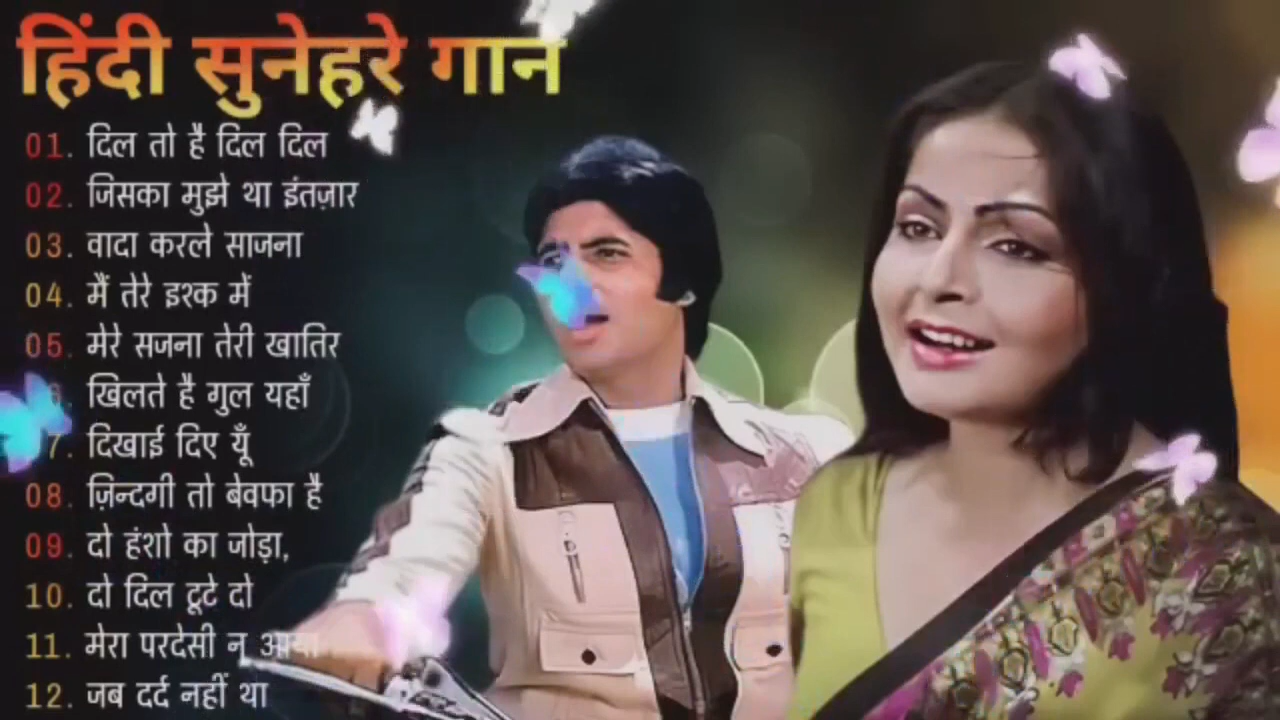 हिंदी सुनेहरे गान
01. दिल तो है दिल दिल
02. जिसका मुझे था इंतज़ार
03. वादा करले साजना
04. मैं तेरे इश्क में
05. मेरे सजना तेरी खातिर
खिलते है गुल यहाँ
7. दिखाई दिए यूँ
08. ज़िन्दगी तो बेवफा है
09. दो हंशो का जोड़ा,
10. दो दिल टूटे दो
11. मेरा परदेसी न आया
12. जब दर्द नहीं था